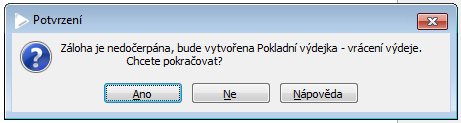 Potvrzení
Záloha je nedočerpána, bude vytvořena Pokladní výdejka - vrácení výdeje.
Chcete pokračovat?
Ano
Ne
Nápověda